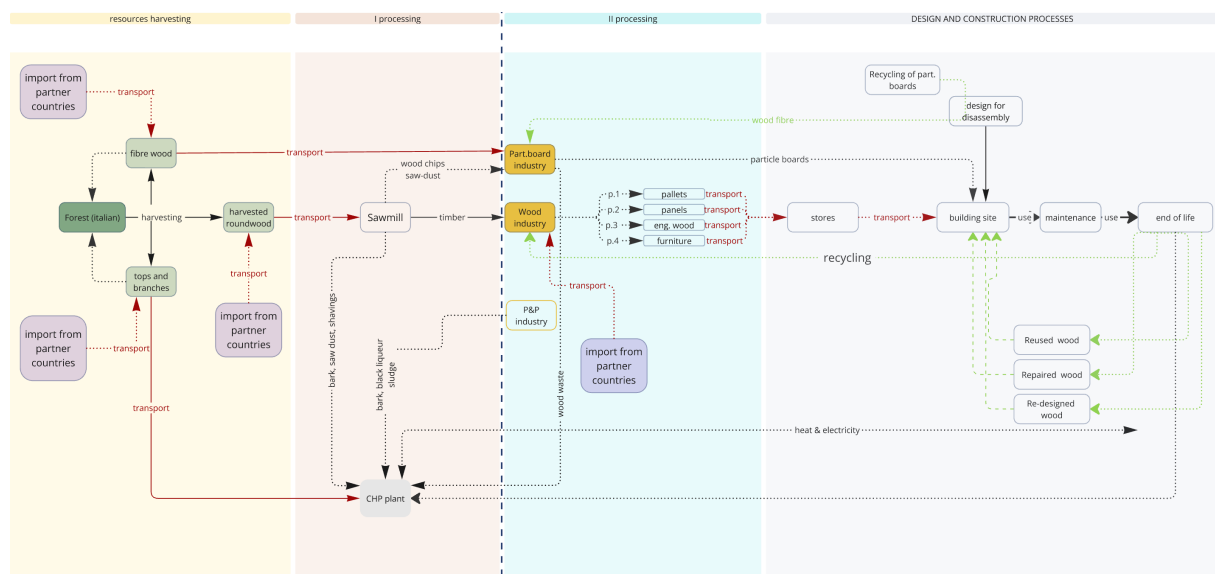 resources harvesting
I processing
II processing
DESIGN AND CONSTRUCTION PROCESSES
import from
partner
countries
transport
fibre wood
transport
wood chips
saw-dust
Part.board
industry
wood fibre
Recycling of part.
boards
design for
disassembly
particle boards
Forest (italian)
harvesting
harvested
roundwood
transport
Sawmill
timber
Wood
industry
p.1
pallets
transport
p.2
panels
transport
p.3
eng. wood
transport
p.4
furniture
transport
stores
transport
building site
use
maintenance
use
end of life
recycling
tops and
branches
transport
transport
import from
partner
countries
import from
partner
countries
transport
transport
bark, saw dust, shavings
bark, black liqueur
sludge
P&P
industry
transport
import from
partner
countries
wood waste
Reused wood
Repaired wood
Re-designed
wood
heat & electricity
CHP plant